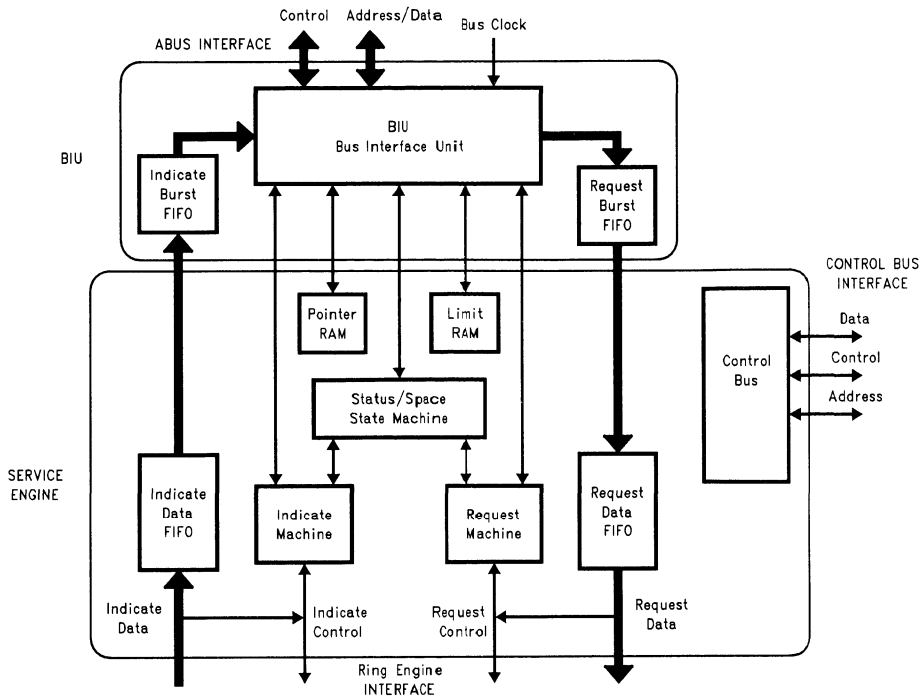 Control
Address/Data
Bus Clock
ABUS INTERFACE
BIU
BIU
Bus Interface Unit
Indicate
Burst
FIFO
Request
Burst
FIFO
CONTROL BUS
INTERFACE
Pointer
RAM
Limit
RAM
Data
Control
Bus
Control
Address
Status/Space
State Machine
SERVICE
ENGINE
Indicate
Data
FIFO
Indicate
Machine
Request
Machine
Request
Data
FIFO
Indicate
Data
Indicate
Control
Request
Control
Request
Data
Ring Engine
INTERFACE